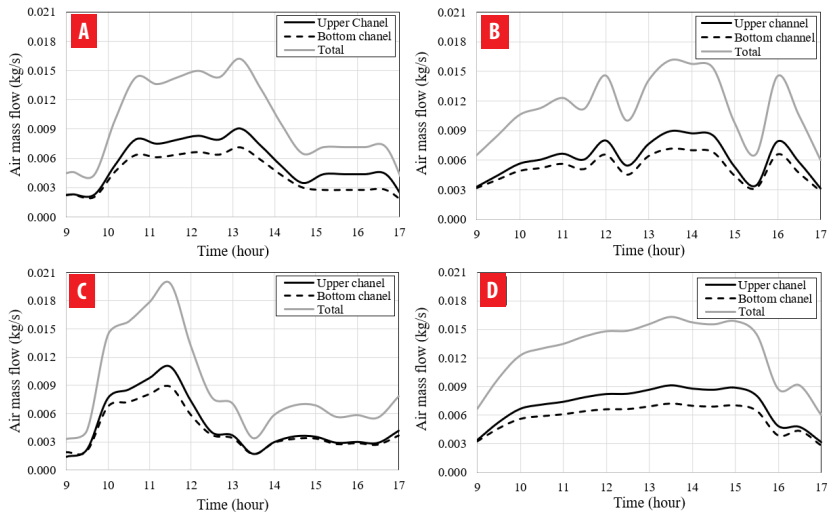 A
Air mass flow (kg/s)
0.021
0.018
0.015
0.012
0.009
0.006
0.003
0.000
Upper Chanel
Bottom chanel
Total
9 10 11 12 13 14 15 16 17
Time (hour)
B
Air mass flow (kg/s)
0.021
0.018
0.015
0.012
0.009
0.006
0.003
0.000
Upper channel
Bottom channel
Total
9 10 11 12 13 14 15 16 17
Time (hour)
C
Air mass flow (kg/s)
0.021
0.018
0.015
0.012
0.009
0.006
0.003
0.000
Upper chanel
Bottom chanel
Total
9 10 11 12 13 14 15 16 17
Time (hour)
D
Air mass flow (kg/s)
0.021
0.018
0.015
0.012
0.009
0.006
0.003
0.000
Upper channel
Bottom channel
Total
9 10 11 12 13 14 15 16 17
Time (hour)